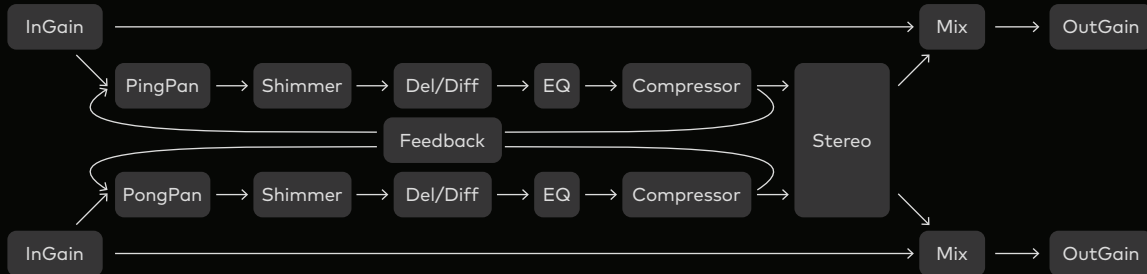 InGain Mix OutGain
PingPan Shimmer Del/Diff EQ Compressor
Feedback Stereo
PongPan Shimmer Del/Diff EQ Compressor
InGain Mix OutGain